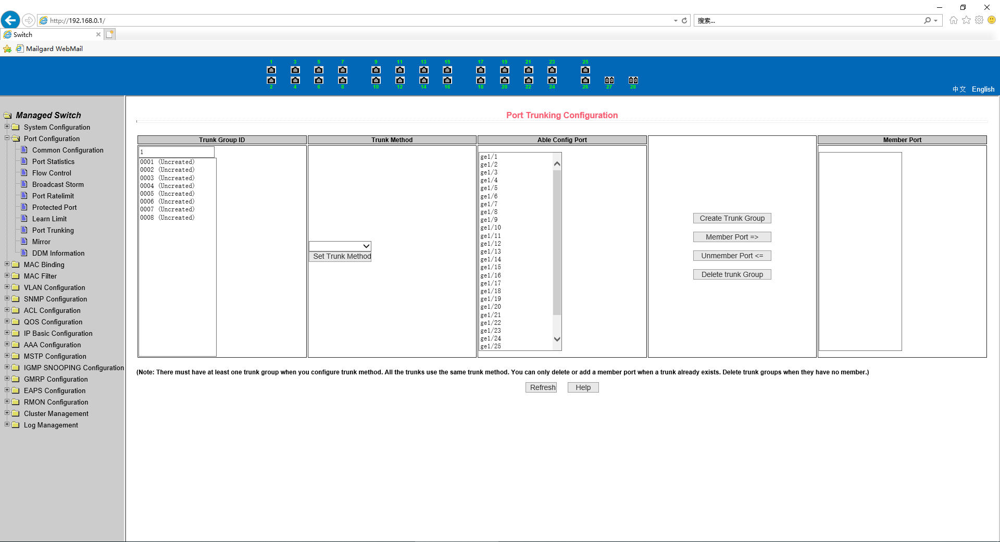 http://192.168.0.1/
搜索...
Switch
Mailgard WebMail
1 3 5 7 9 11 13 15 17 19 21 23 25
2 4 6 8 10 12 14 16 18 20 22 24 26 27 28
中文 English
Managed Switch
System Configuration
Port Configuration
Common Configuration
Port Statistics
Flow Control
Broadcast Storm
Port Ratelimit
Protected Port
Learn Limit
Port Trunking
Mirror
DDM Information
MAC Binding
MAC Filter
VLAN Configuration
SNMP Configuration
ACL Configuration
QOS Configuration
IP Basic Configuration
AAA Configuration
MSTP Configuration
IGMP SNOOPING Configuration
GMRP Configuration
EAPS Configuration
RMON Configuration
Cluster Management
Log Management
Port Trunking Configuration
Trunk Group ID
1
0001 (Uncreated)
0002 (Uncreated)
0003 (Uncreated)
0004 (Uncreated)
0005 (Uncreated)
0006 (Uncreated)
0007 (Uncreated)
0008 (Uncreated)
Trunk Method
Set Trunk Method
Able Config Port
ge1/1
ge1/2
ge1/3
ge1/4
ge1/5
ge1/6
ge1/7
ge1/8
ge1/9
ge1/10
ge1/11
ge1/12
ge1/13
ge1/14
ge1/15
ge1/16
ge1/17
ge1/18
ge1/19
ge1/20
ge1/21
ge1/22
ge1/23
ge1/24
ge1/25
Create Trunk Group
Member Port =>
Unmember Port <=
Delete trunk Group
Member Port
(Note: There must have at least one trunk group when you configure trunk method. All the trunks use the same trunk method. You can only delete or add a member port when a trunk already exists. Delete trunk groups when they have no member.)
Refresh
Help